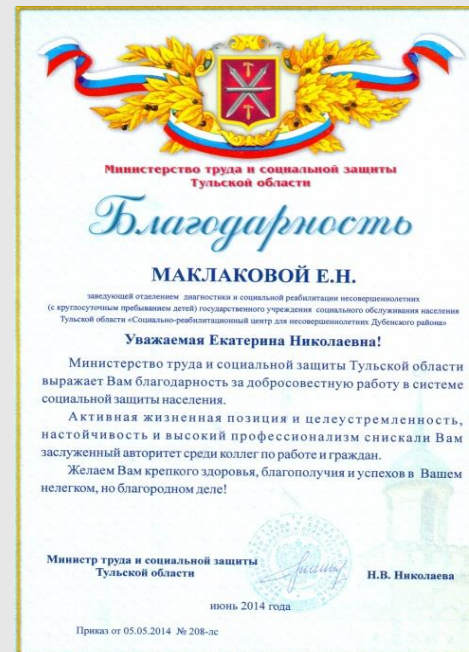 Министерство труда и социальной защиты
Тульской области
Благодарность
МАКЛАКОВОЙ Е.Н.
заведующей отделением диагностики и социальной реабилитации несовершеннолетних
(с круглосуточным пребыванием детей) государственного учреждения социального обслуживания населения
Тульской области «Социально-реабилитационный центр для несовершеннолетних Дубенского района»
Уважаемая Екатерина Николаевна!
Министерство труда и социальной защиты Тульской области
выражает Вам благодарность за добросовестную работу в системе
социальной защиты населения.
Активная жизненная позиция и целеустремленность,
настойчивость и высокий профессионализм снискали Вам
заслуженный авторитет среди коллег по работе и граждан.
Желаем Вам крепкого здоровья, благополучия и успехов в Вашем
нелегком, но благородном деле!
Министр труда и социальной защиты
Тульской области
Н.В. Николаева
июнь 2014 года
Приказ от 05.05.2014 № 208-лс